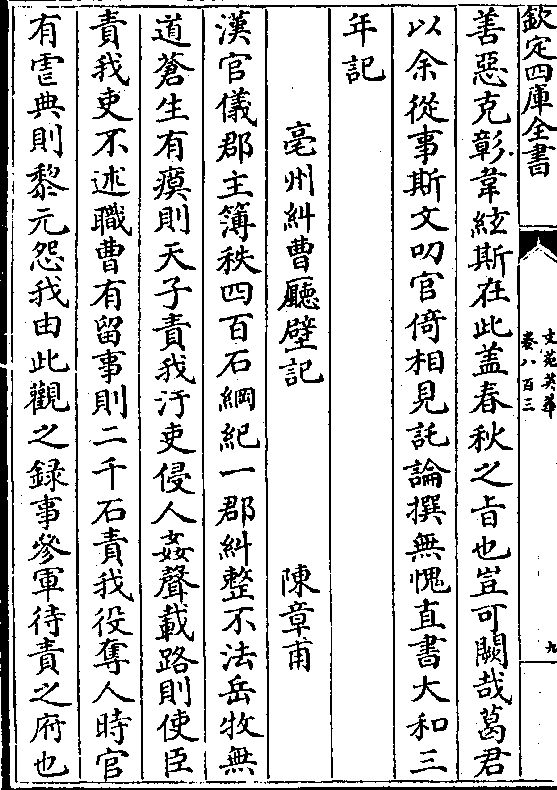 欽定四庫全書
文苑英華
卷八百三
九
善惡克彰韋絃斯在此盖春秋之旨也豈可闕哉葛君
以余從事斯文叨官倚相見託論撰無愧直書大和三
年記
亳州糾曹廳壁記
陳章甫
漢官儀郡主簿秩四百石綱紀一郡糾整不法岳牧無
道蒼生有瘼則天子責我汙吏侵人姦聲載路則使臣
責我吏不述職曹有留事則二千石責我役奪人時官
有虐典則黎元怨我由此觀之録事參軍待責之府也